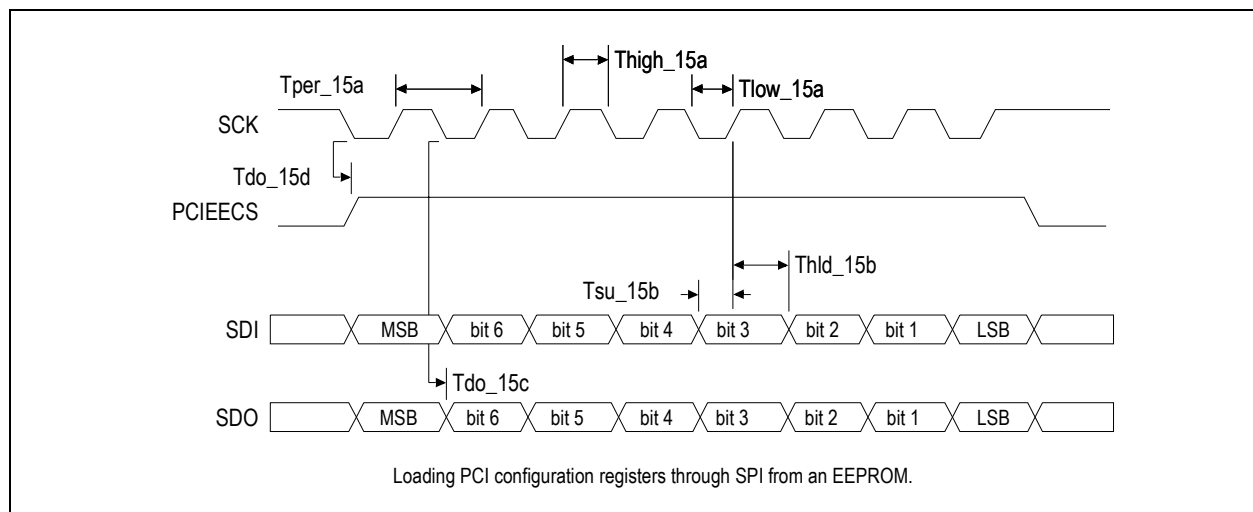 Thigh_15a
Tper_15a
Tlow_15a
SCK
Tdo_15d
PCIEECS
Thld_15b
Tsu_15b
SDI MSB bit 6 bit 5 bit 4 bit 3 bit 2 bit 1 LSB
Tdo_15c
SDO MSB bit 6 bit 5 bit 4 bit 3 bit 2 bit 1 LSB
Loading PCI configuration registers through SPI from an EEPROM.